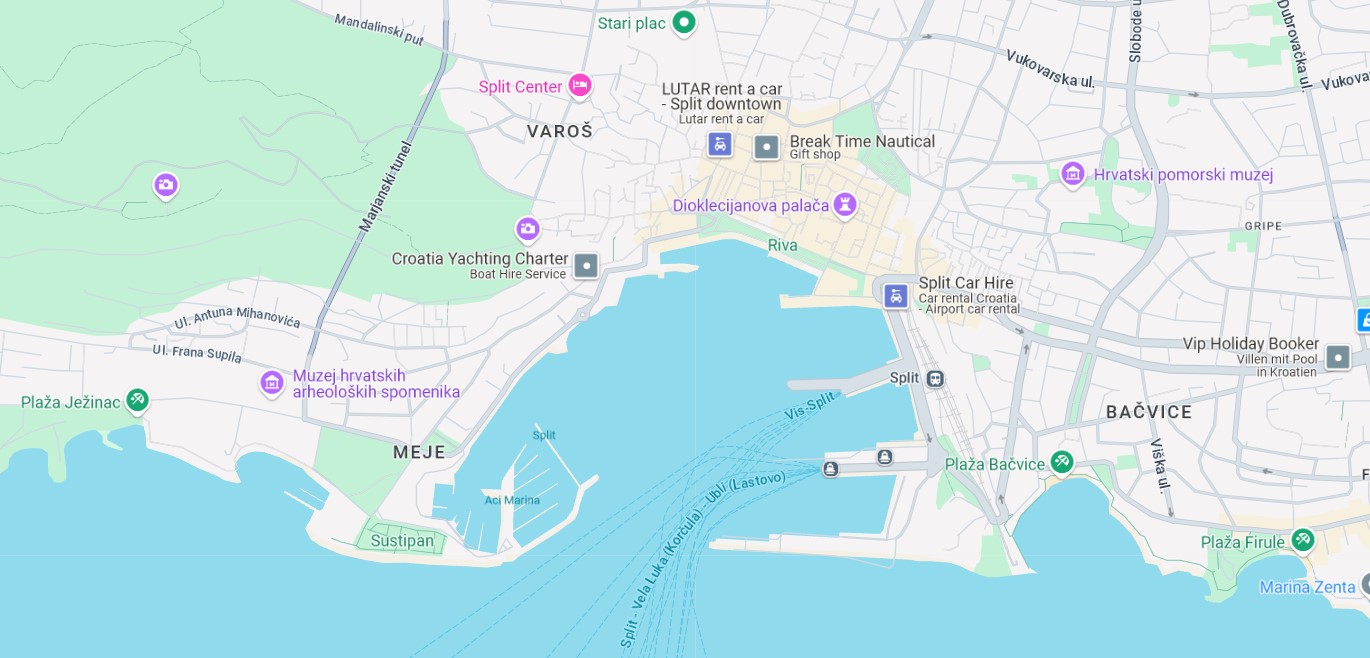 Stari plac
Mandalinski put
Slobode u
Dubrovačka ul.
Vukovarska ul.
Vukova
Split Center
LUTAR rent a car
- Split downtown
Lutar rent a car
VAROŠ
Break Time Nautical
Gift shop
Marjanski tunel
Hrvatski pomorski muzej
Dioklecijanova palača
GRIPE
Riva
Croatia Yachting Charter
Boat Hire Service
Split Car Hire
Car rental Croatia
- Airport car rental
Ul. Antuna Mihanovića
Ul. Frana Supila
Vip Holiday Booker
Villen mit Pool
in Kroatien
Muzej hrvatskih
arheoloških spomenika
Split
Plaža Ježinac
Vis-Split
BAČVICE
Split
MEJE
Plaža Bačvice
Viška ul.
F
Aci Marina
Split - Vela Luka (Korčula) - Ubli (Lastovo)
Sustipan
Plaža Firule
Marina Zenta